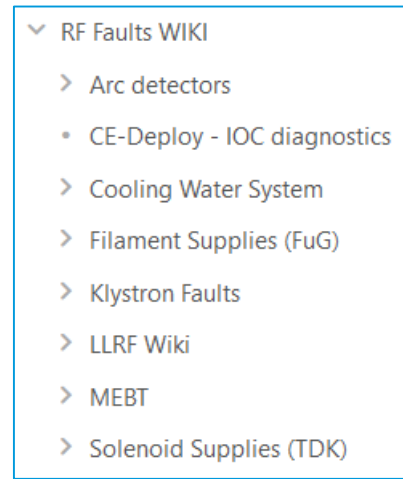 RF Faults WIKI
Arc detectors
CE-Deploy - IOC diagnostics
Cooling Water System
Filament Supplies (FuG)
Klystron Faults
LLRF Wiki
MEBT
Solenoid Supplies (TDK)